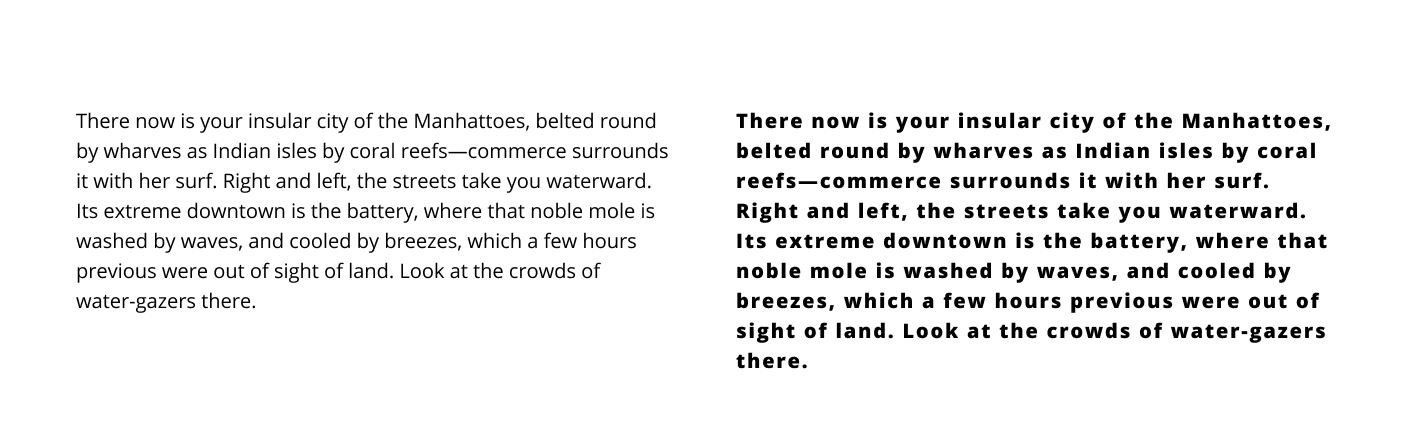 There now is your insular city of the Manhattoes, belted round
by wharves as Indian isles by coral reefs—commerce surrounds
it with her surf. Right and left, the streets take you waterward.
Its extreme downtown is the battery, where that noble mole is
washed by waves, and cooled by breezes, which a few hours
previous were out of sight of land. Look at the crowds of
water-gazers there.
There now is your insular city of the Manhattoes,
belted round by wharves as Indian isles by coral
reefs—commerce surrounds it with her surf.
Right and left, the streets take you waterward.
Its extreme downtown is the battery, where that
noble mole is washed by waves, and cooled by
breezes, which a few hours previous were out of
sight of land. Look at the crowds of water-gazers
there.